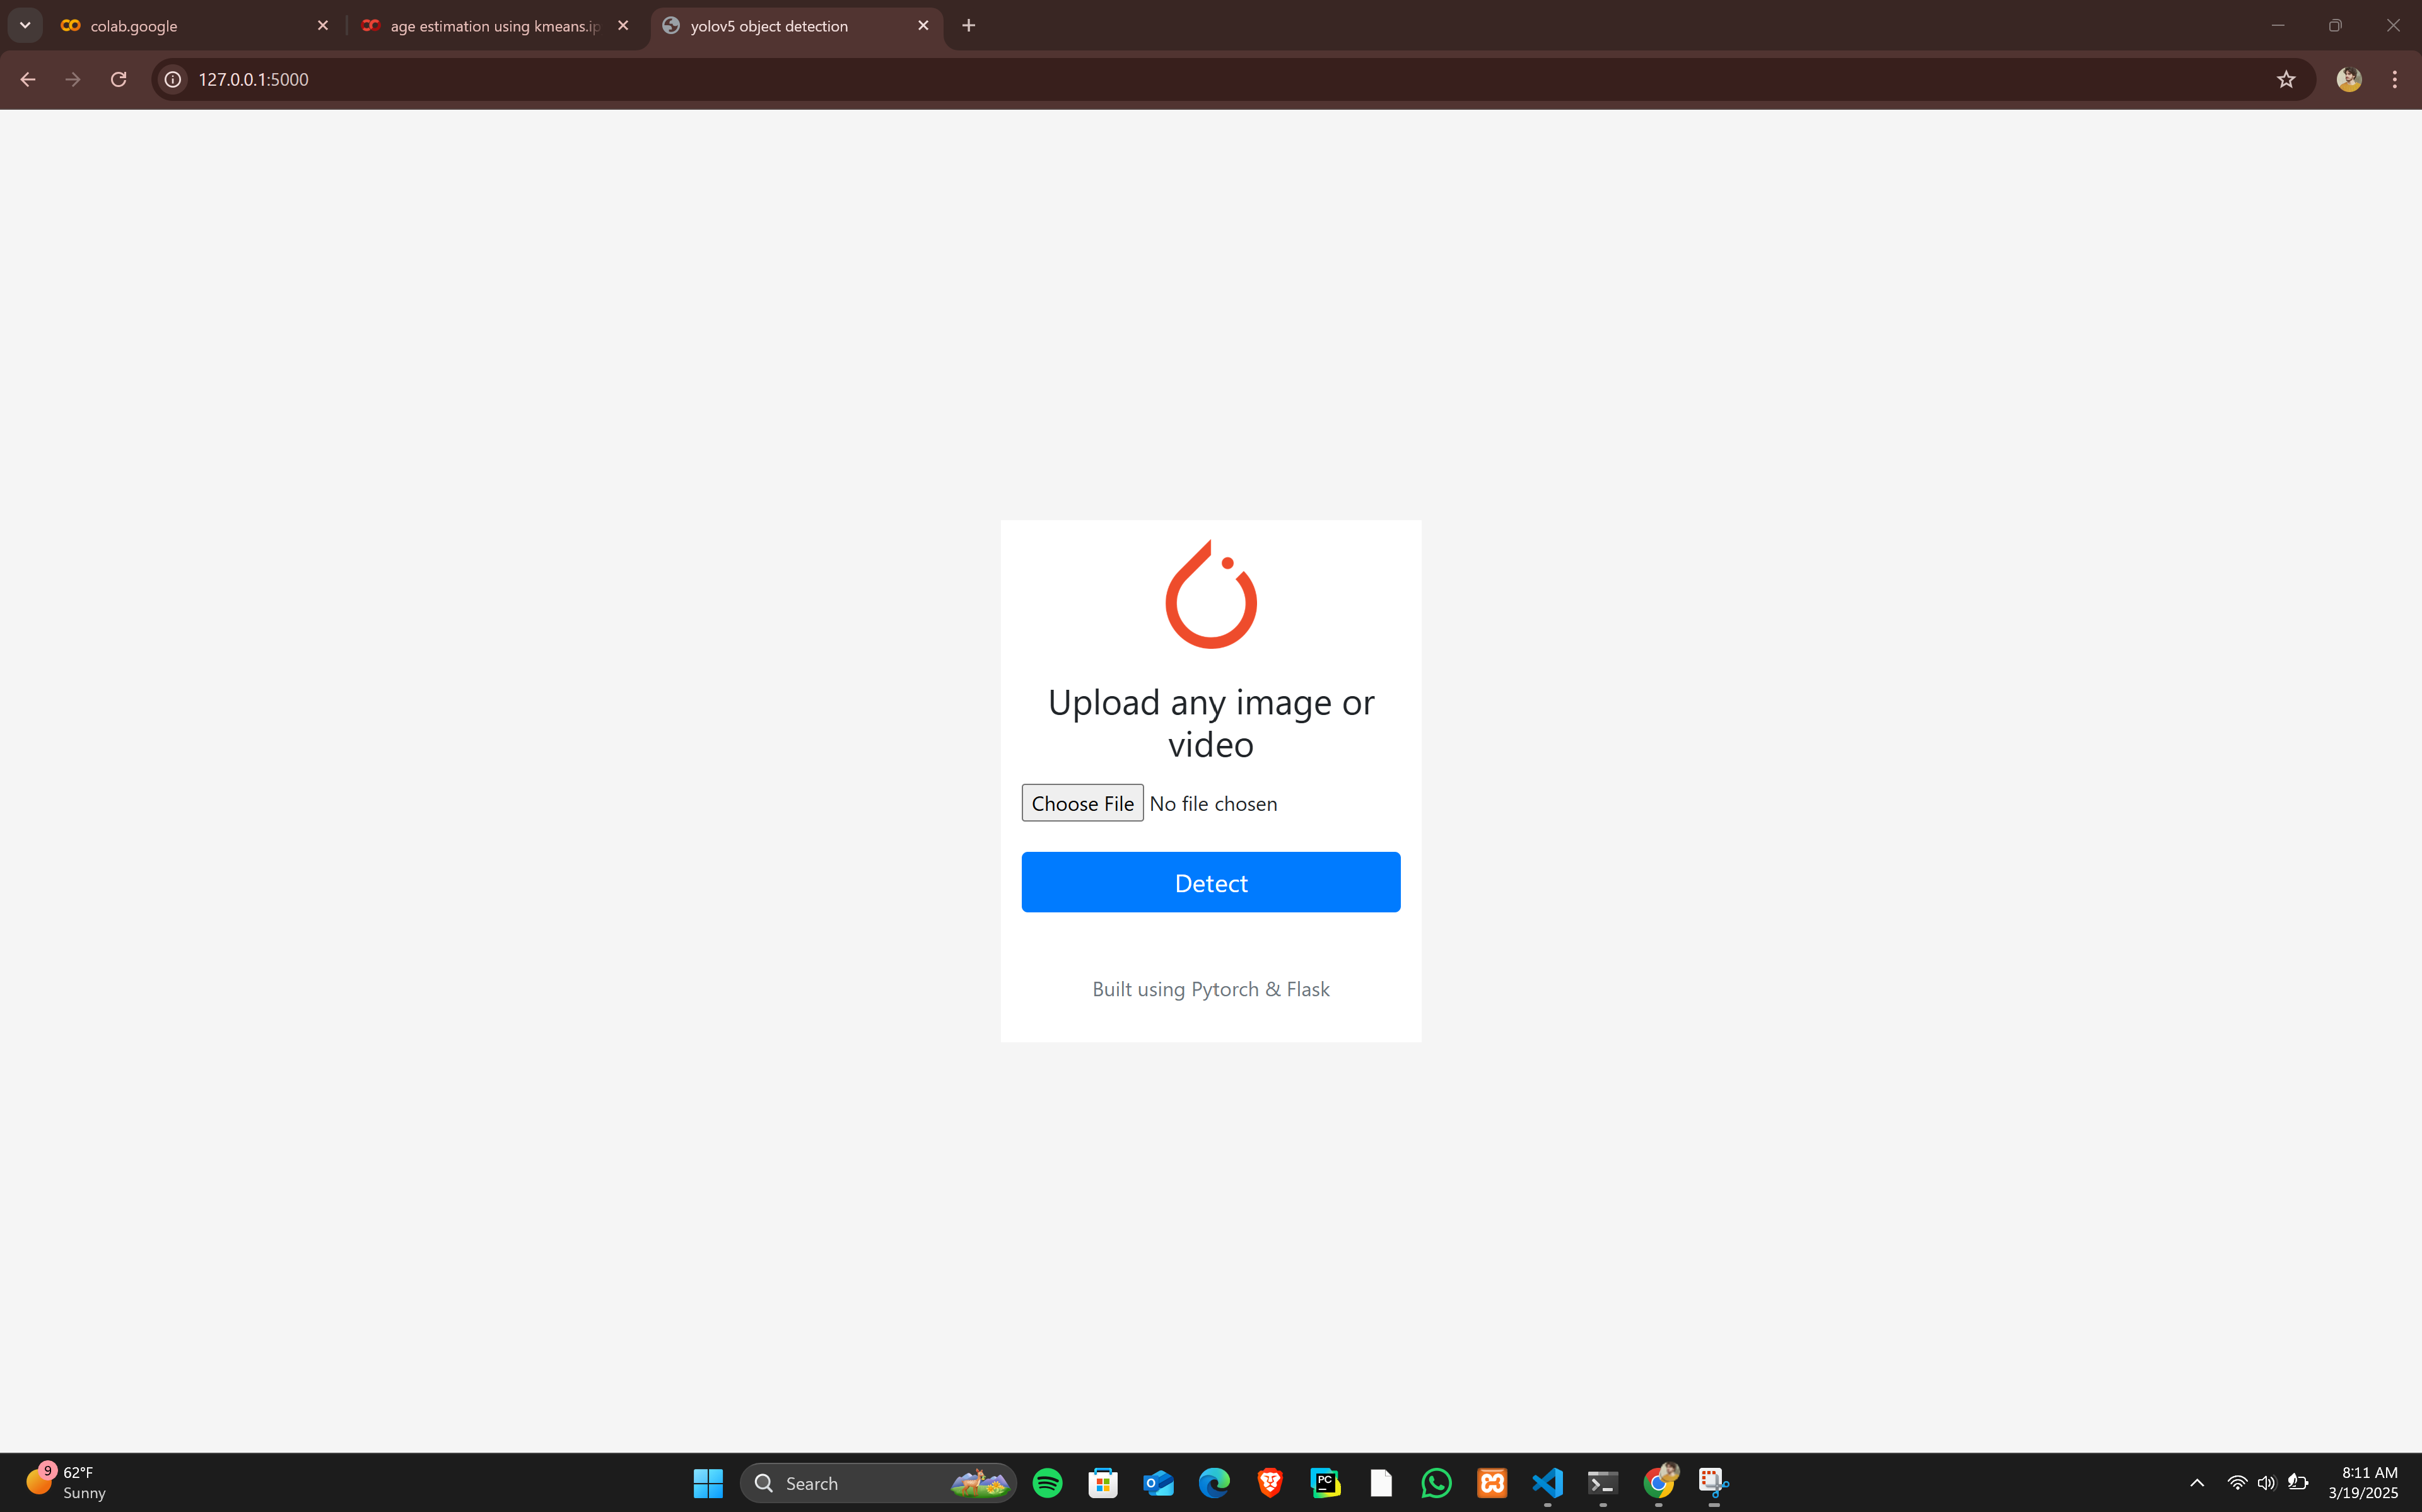 colab.google
age estimation using kmeans.ip
yolov5 object detection
127.0.0.1:5000
Upload any image or
video
Choose File No file chosen
Detect
Built using Pytorch & Flask
9
62°F
Sunny
Search
PC
8:11 AM
3/19/2025